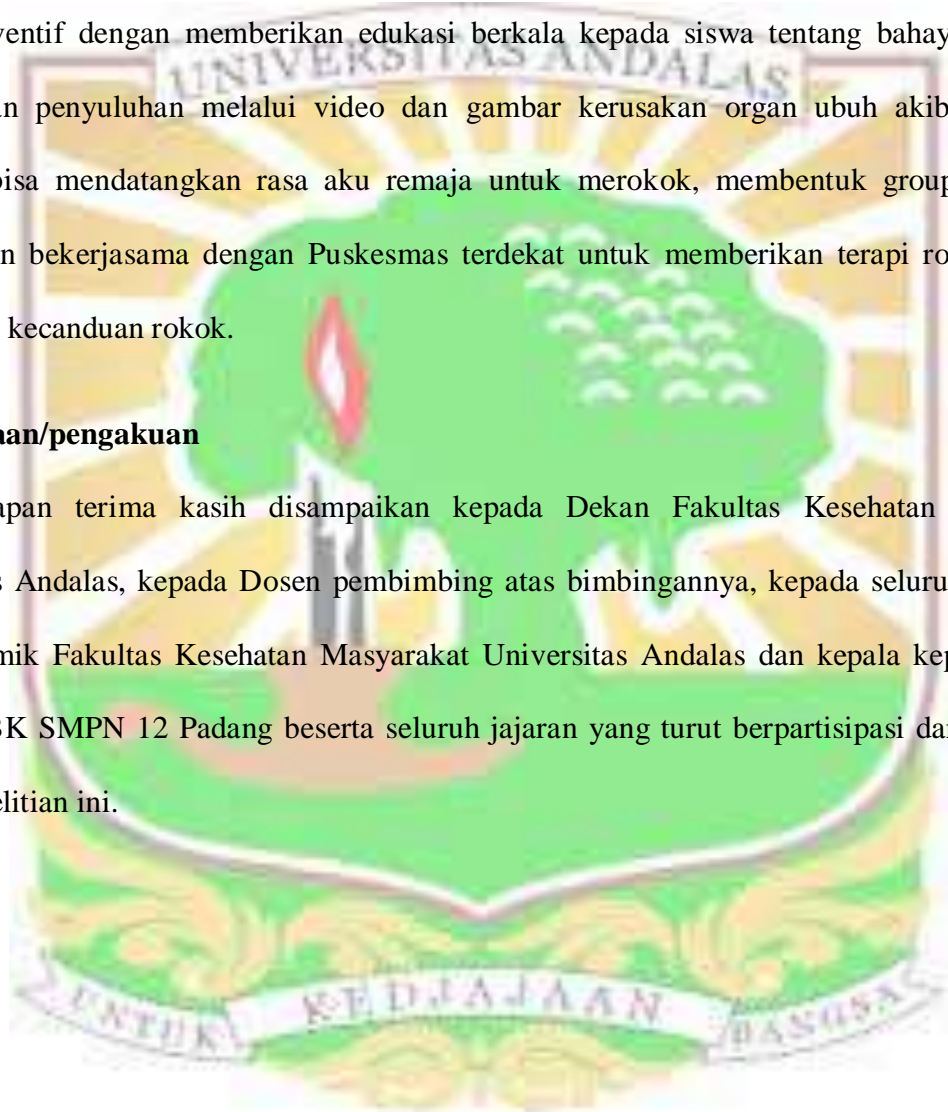 ventif dengan memberikan edukasi berkala kepada siswa tentang bahay
UNIVERSITAS ANDALAS
n penyuluhan melalui video dan gambar kerusakan organ ubuh akib
bisa mendatangkan rasa aku remaja untuk merokok, membentuk group
n bekerjasama dengan Puskesmas terdekat untuk memberikan terapi ro
kecanduan rokok.
aan/pengakuan
apan terima kasih disampaikan kepada Dekan Fakultas Kesehatan
s Andalas, kepada Dosen pembimbing atas bimbingannya, kepada seluru
mik Fakultas Kesehatan Masyarakat Universitas Andalas dan kepala kep
BK SMPN 12 Padang beserta seluruh jajaran yang turut berpartisipasi da
elitian ini.
UNTUK KEDJAJAAN BANGSA